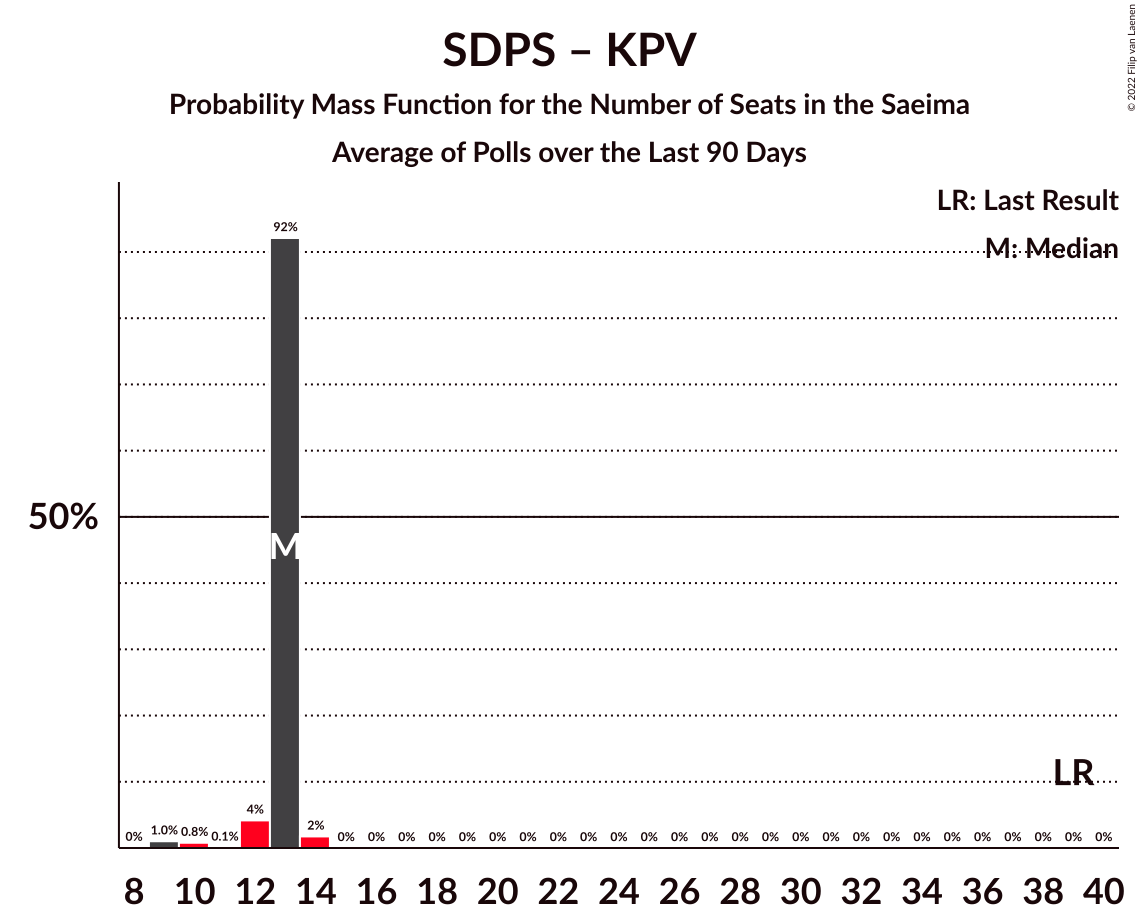 SDPS – KPV
Probability Mass Function for the Number of Seats in the Saeima
Average of Polls over the Last 90 Days
© 2022 Filip van Laenen
LR: Last Result
M: Median
92%
50%
M
LR
0% 1.0% 0.8% 0.1% 4% 2% 0% 0% 0% 0% 0% 0% 0% 0% 0% 0% 0% 0% 0% 0% 0% 0% 0% 0% 0% 0% 0% 0% 0% 0% 0% 0%
8 10 12 14 16 18 20 22 24 26 28 30 32 34 36 38 40